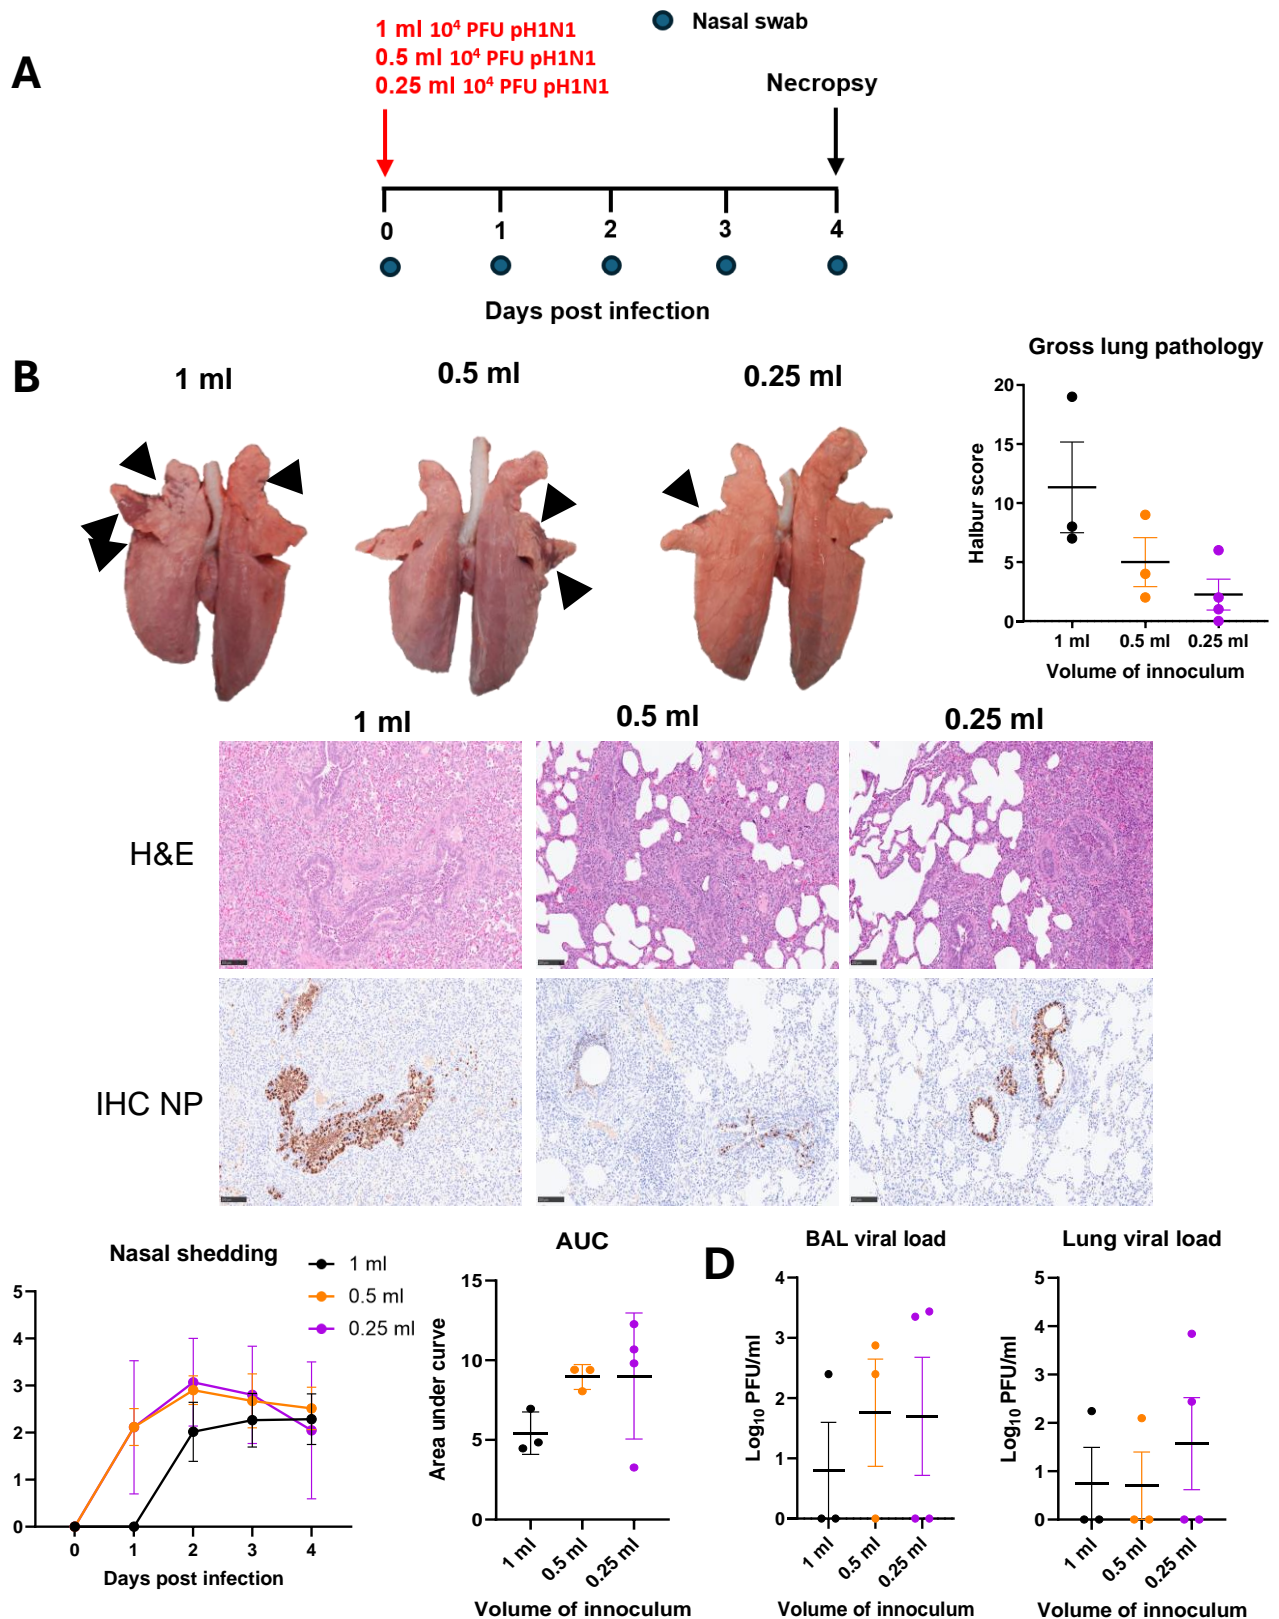 A
1 ml 10⁴ PFU pH1N1
0.5 ml 10⁴ PFU pH1N1
0.25 ml 10⁴ PFU pH1N1
Nasal swab
Necropsy
0 1 2 3 4
Days post infection
B
1 ml 0.5 ml 0.25 ml
Gross lung pathology
Halbur score
20
15
10
5
0
1 ml 0.5 ml 0.25 ml
Volume of innoculum
1 ml 0.5 ml 0.25 ml
H&E
IHC NP
Nasal shedding
1 ml
0.5 ml
0.25 ml
5
4
3
2
1
0
0 1 2 3 4
Days post infection
AUC
Area under curve
15
10
5
0
1 ml 0.5 ml 0.25 ml
Volume of innoculum
D
BAL viral load
Log₁₀ PFU/ml
4
3
2
1
0
1 ml 0.5 ml 0.25 ml
Volume of innoculum
Lung viral load
Log₁₀ PFU/ml
5
4
3
2
1
0
1 ml 0.5 ml 0.25 ml
Volume of innoculum